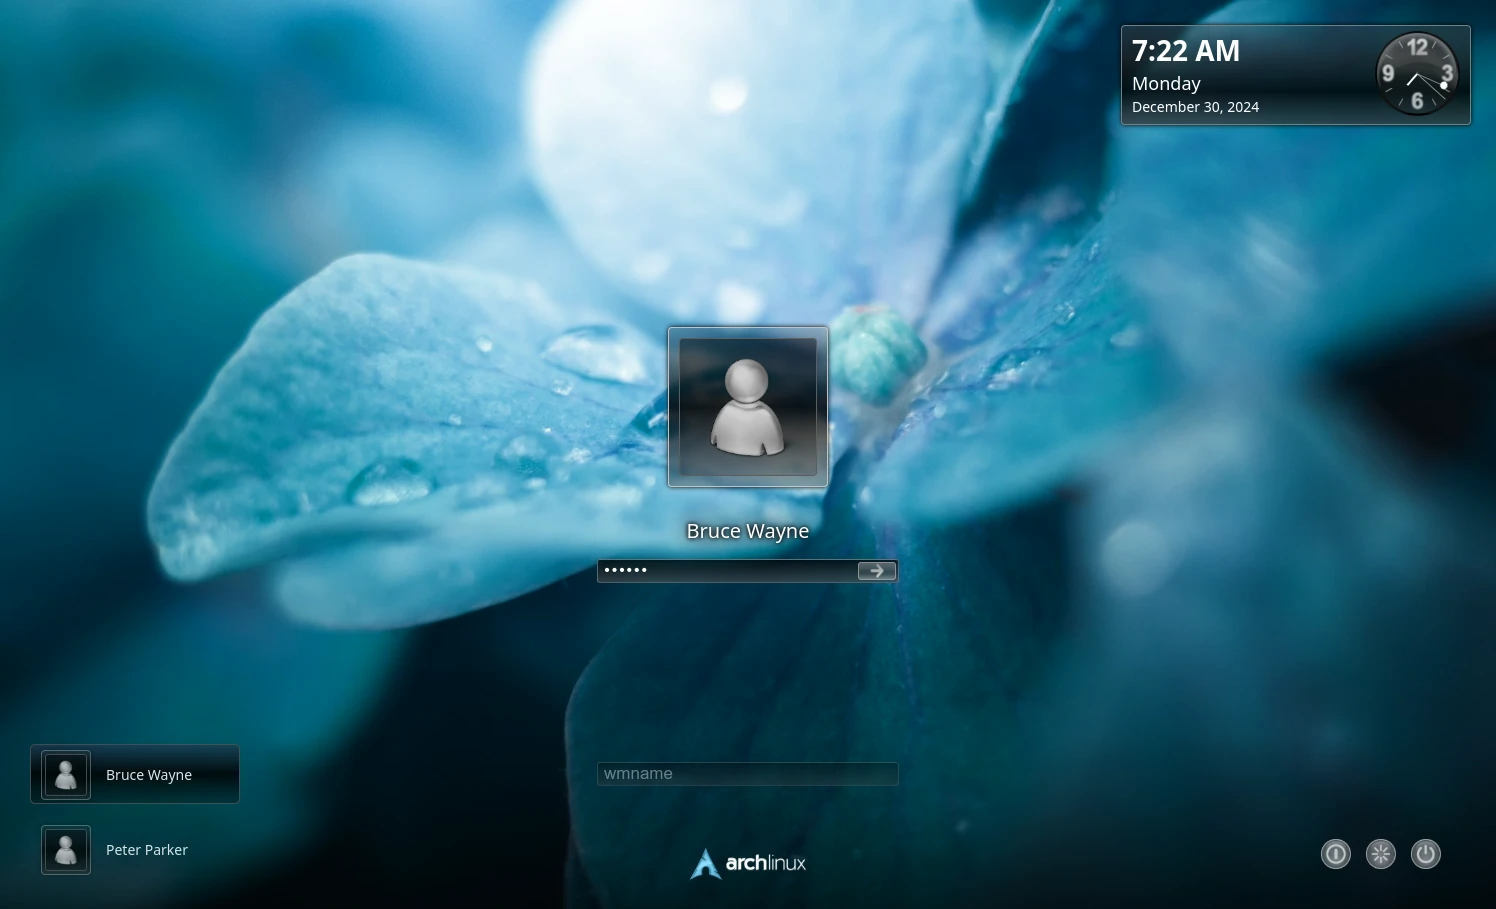 7:22 AM
Monday
December 30, 2024
12
9
3
6
Bruce Wayne
••••••
Bruce Wayne
wmname
Peter Parker
archlinux